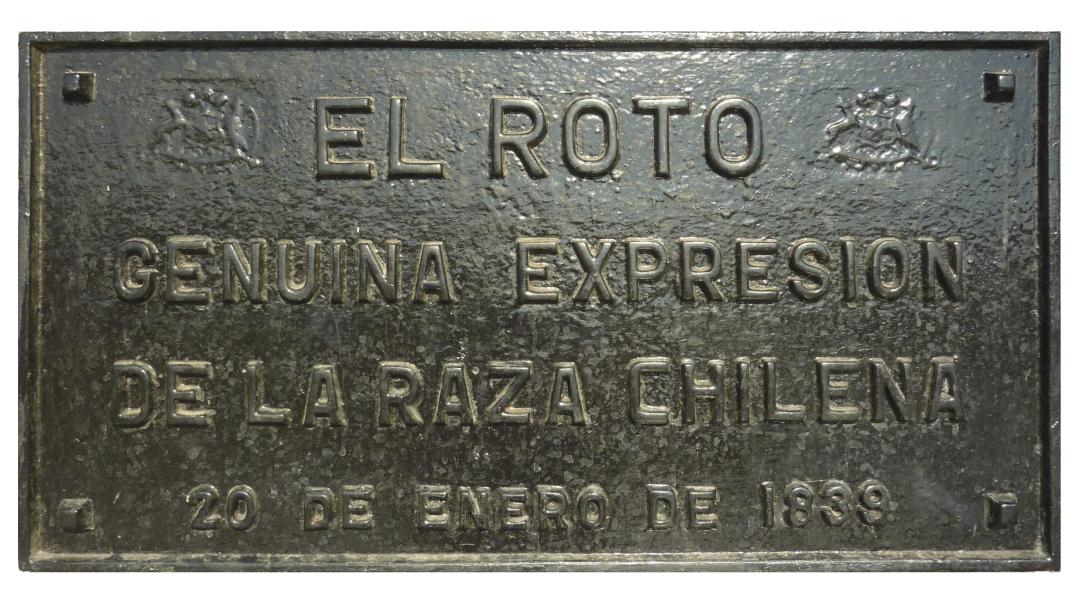 EL ROTO
GENUINA EXPRESION
DE LA RAZA CHILENA
20 DE ENERO DE 1839